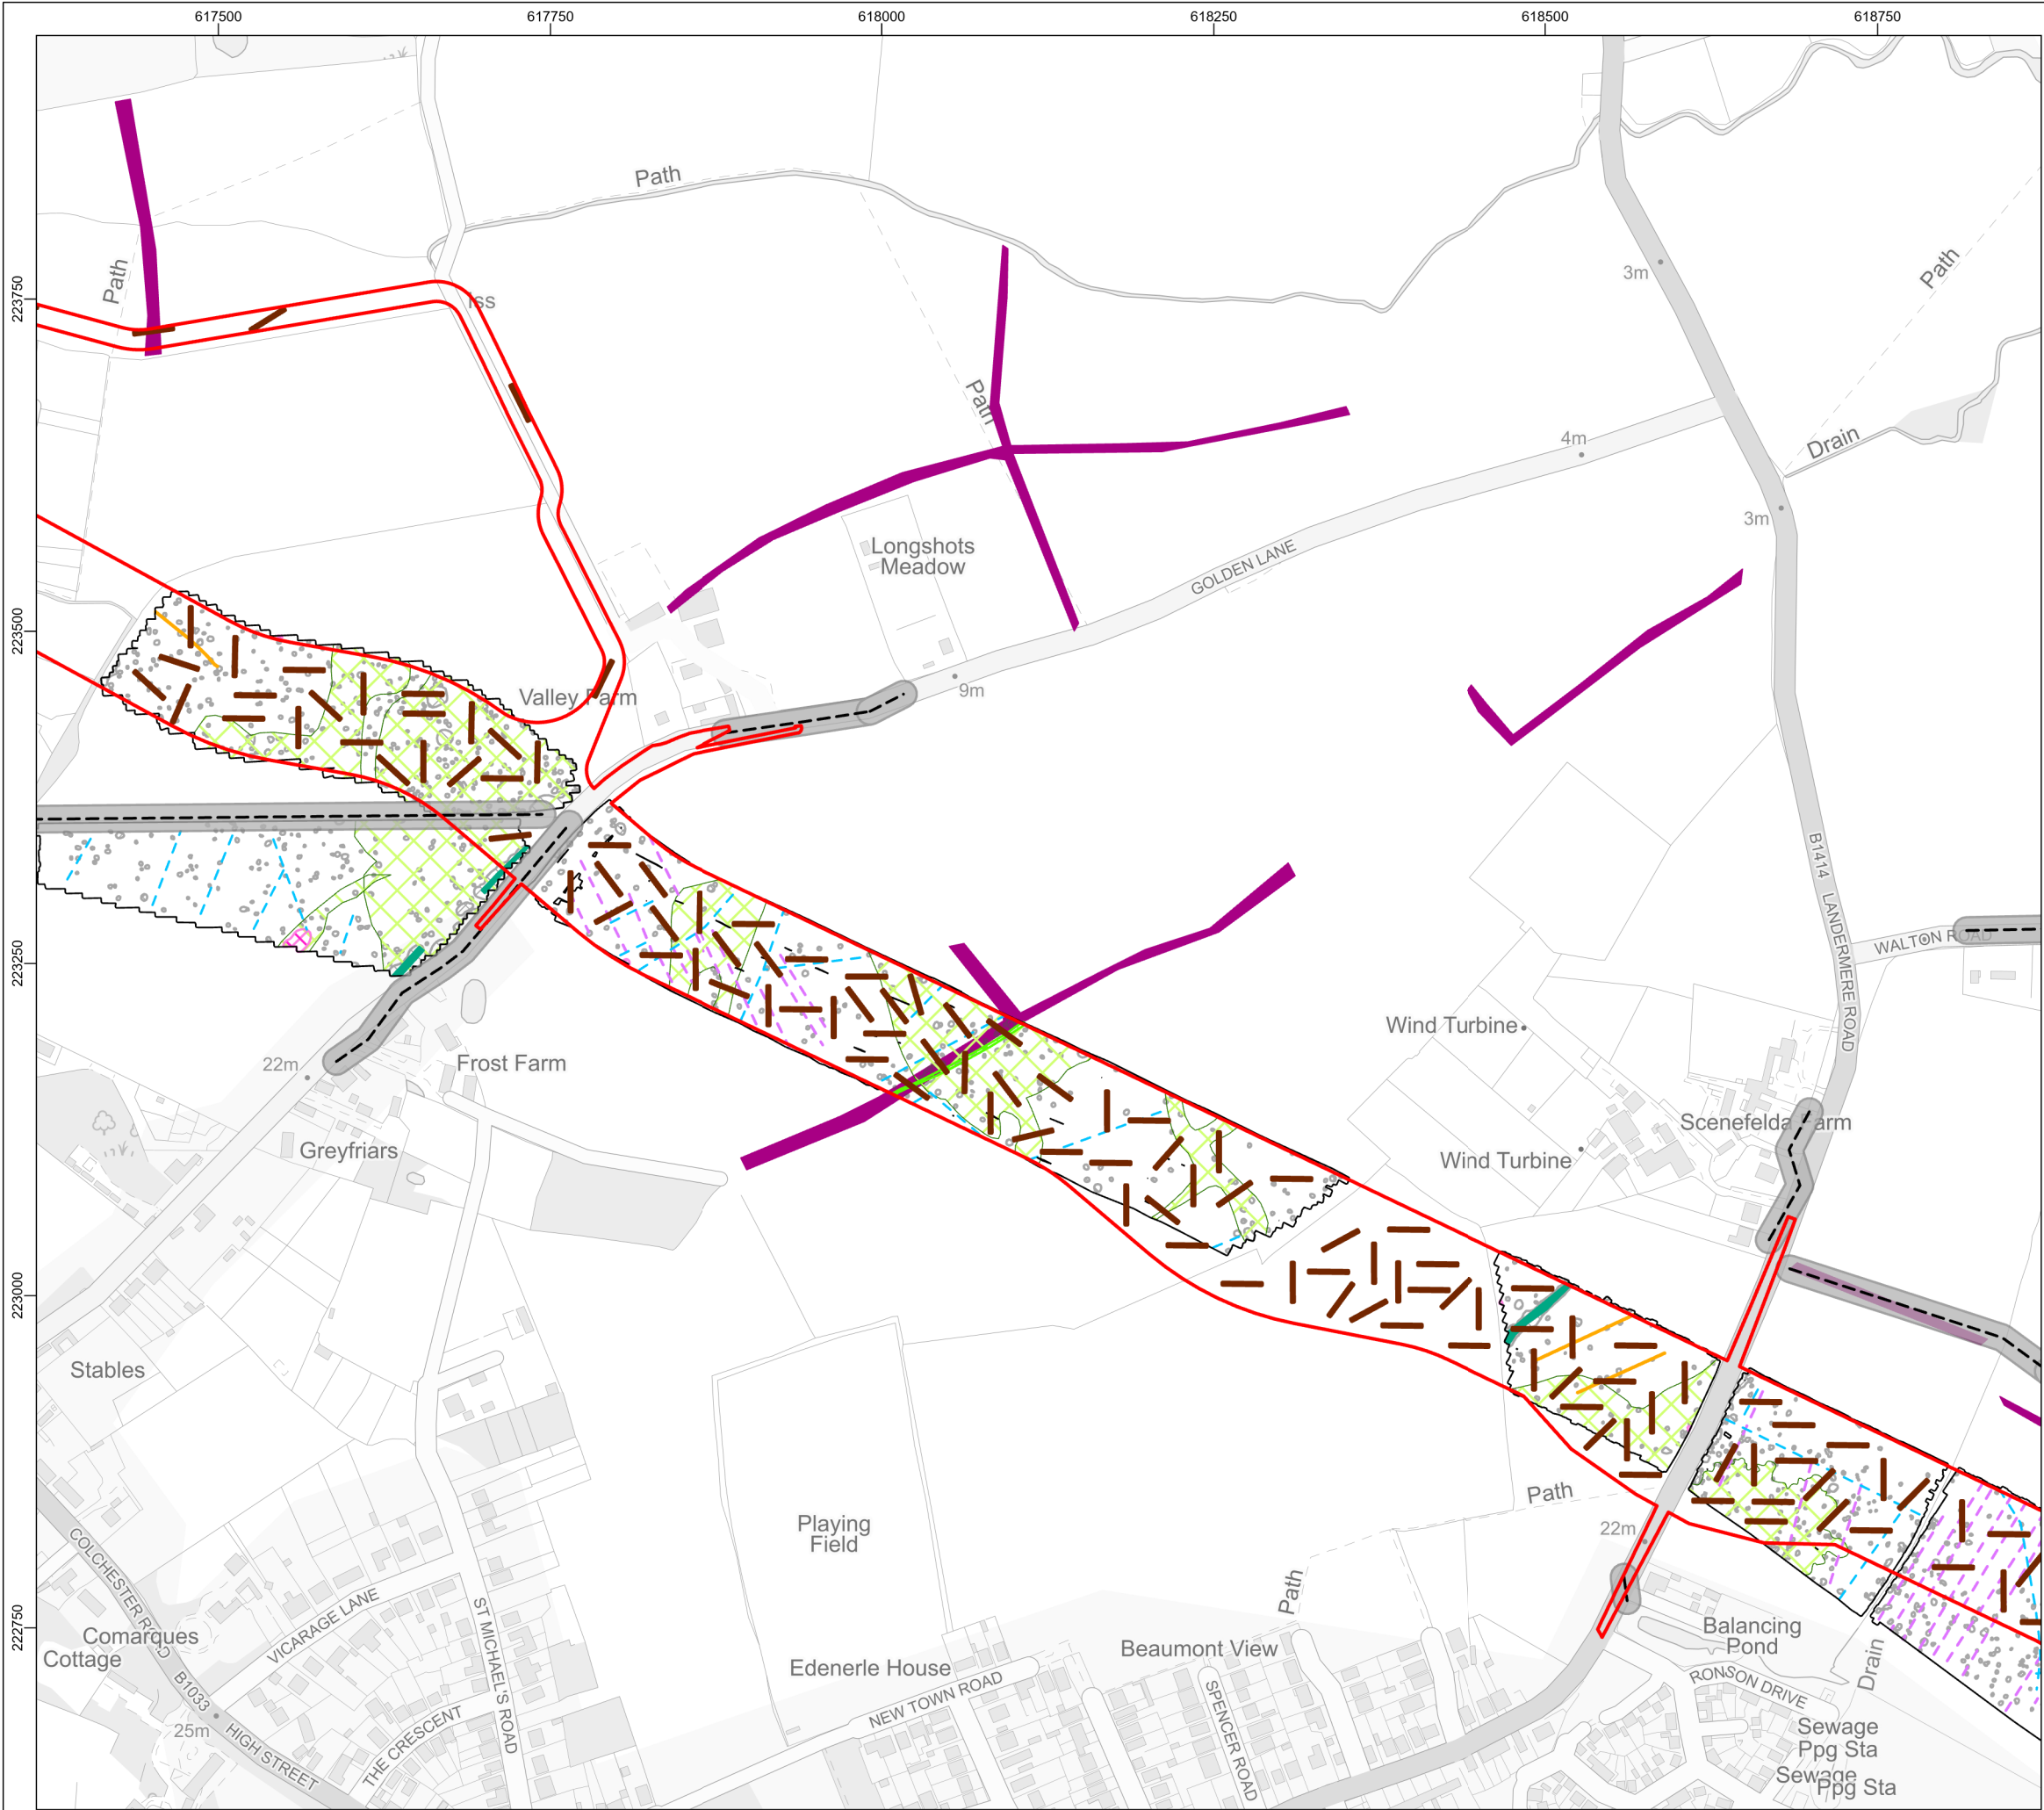 617500 617750 618000 618250 618500 618750
223750
223500
223250
223000
222750
Path
Path
Path
Path
Iss
3m
3m
4m
Drain
Path
Longshots
Meadow
GOLDEN LANE
9m
Valley Farm
B1414
LANDERMERE ROAD
WALTON ROAD
Wind Turbine
Wind Turbine
Scenefelda Farm
22m
Frost Farm
Greyfriars
Stables
Path
22m
Playing
Field
Path
COLCHESTER ROAD
B1033
HIGH STREET
25m
Comarques
Cottage
VICARAGE LANE
THE CRESCENT
ST MICHAEL'S ROAD
Edenerle House
NEW TOWN ROAD
Beaumont View
SPENCER ROAD
Balancing
Pond
RONSON DRIVE
Drain
Sewage
Ppg Sta
Sewage
Ppg Sta